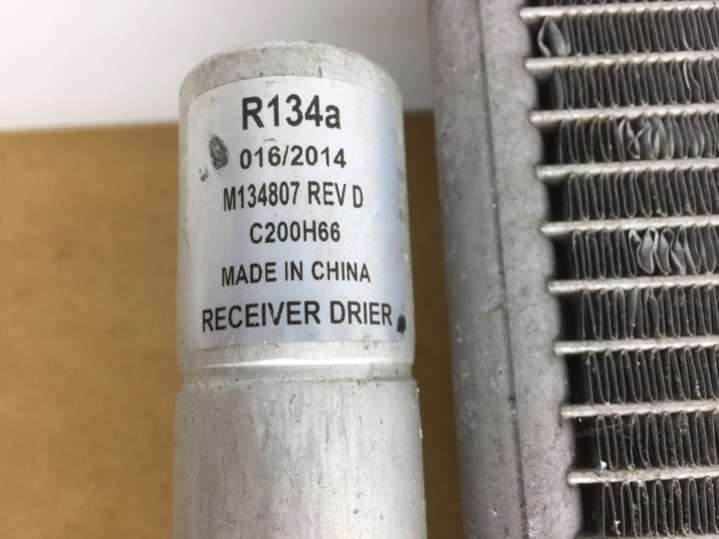 R134a
016/2014
M134807 REV D
C200H66
MADE IN CHINA
RECEIVER DRIER